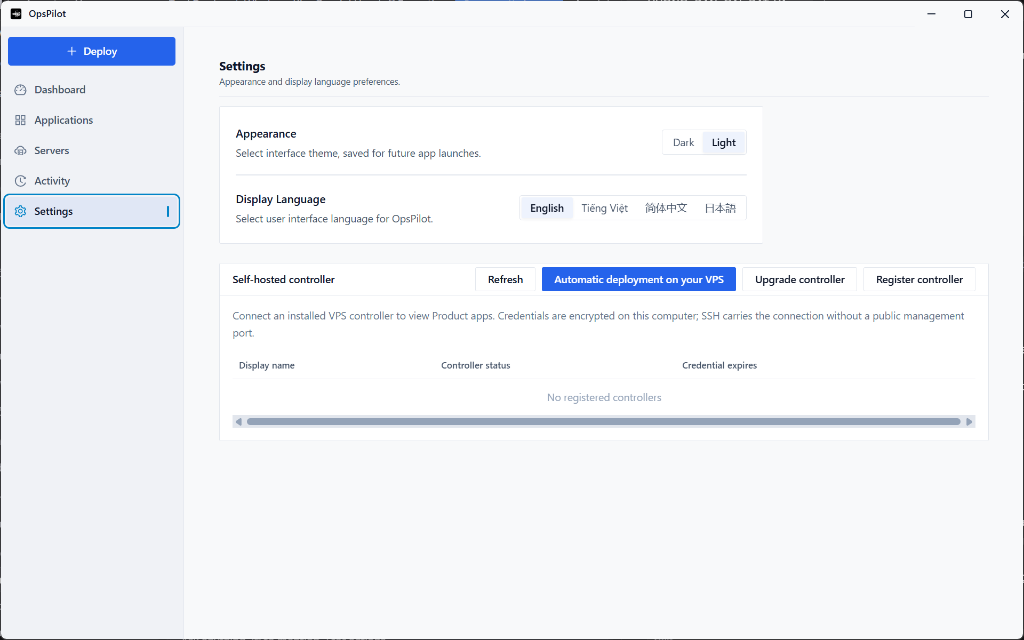 OpsPilot
+ Deploy
Dashboard
Applications
Servers
Activity
Settings
Settings
Appearance and display language preferences.
Appearance
Select interface theme, saved for future app launches.
Dark Light
Display Language
Select user interface language for OpsPilot.
English Tiếng Việt 简体中文 日本語
Self-hosted controller
Refresh Automatic deployment on your VPS Upgrade controller Register controller
Connect an installed VPS controller to view Product apps. Credentials are encrypted on this computer; SSH carries the connection without a public management
port.
Display name Controller status Credential expires
No registered controllers